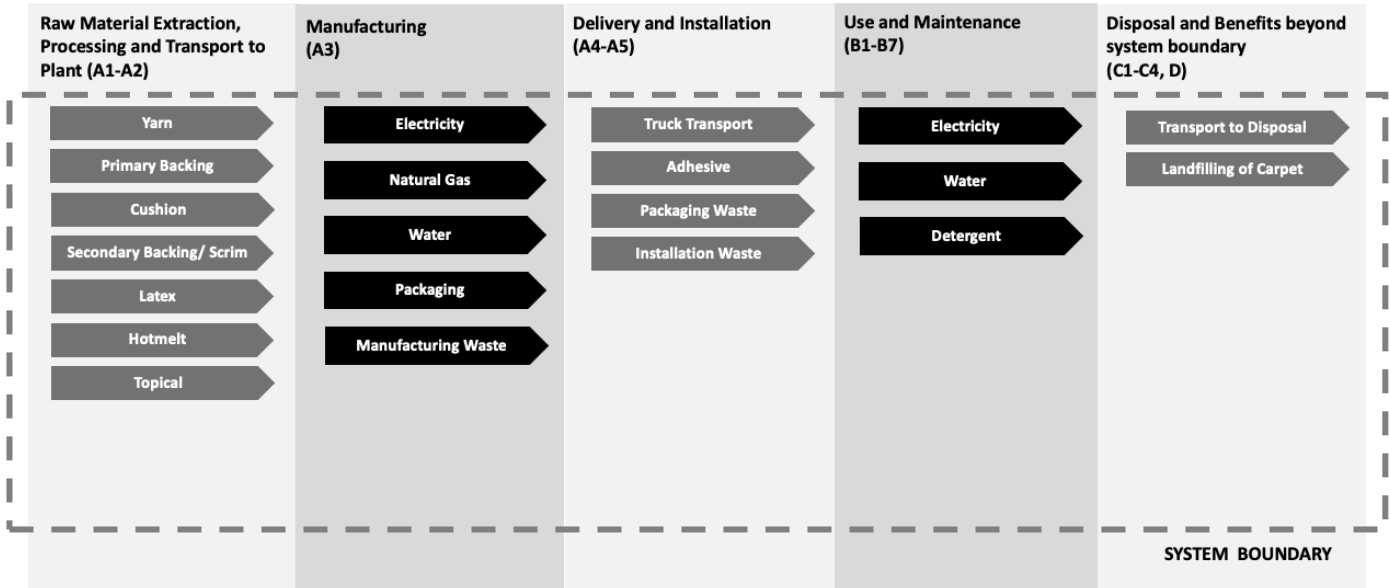 Raw Material Extraction,
Processing and Transport to
Plant (A1-A2)
Yarn
Primary Backing
Cushion
Secondary Backing/ Scrim
Latex
Hotmelt
Topical
Manufacturing
(A3)
Electricity
Natural Gas
Water
Packaging
Manufacturing Waste
Delivery and Installation
(A4-A5)
Truck Transport
Adhesive
Packaging Waste
Installation Waste
Use and Maintenance
(B1-B7)
Electricity
Water
Detergent
Disposal and Benefits beyond
system boundary
(C1-C4, D)
Transport to Disposal
Landfilling of Carpet
SYSTEM BOUNDARY